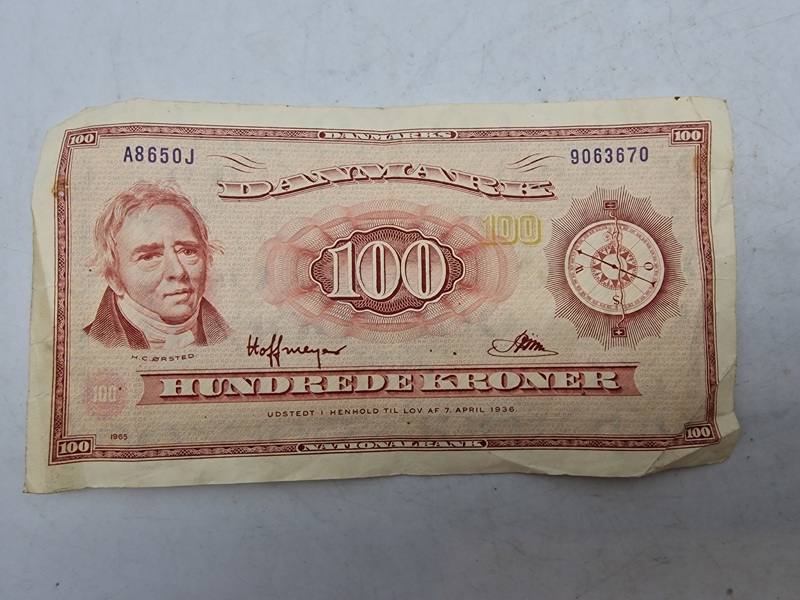 100 DANMARKS 100
A8650J 9063670
DANMARK
100
100
N
V O
S
H.C.ØRSTED
Hoffmeyer
100
HUNDREDE KRONER
UDSTEDT I HENHOLD TIL LOV AF 7. APRIL 1936.
1965
100 NATIONALBANK 100